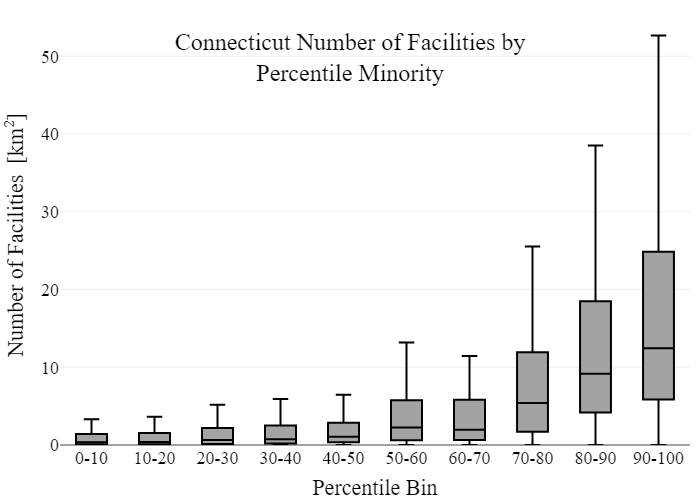 Connecticut Number of Facilities by
Percentile Minority
Number of Facilities [km²]
50
40
30
20
10
0
0-10 10-20 20-30 30-40 40-50 50-60 60-70 70-80 80-90 90-100
Percentile Bin